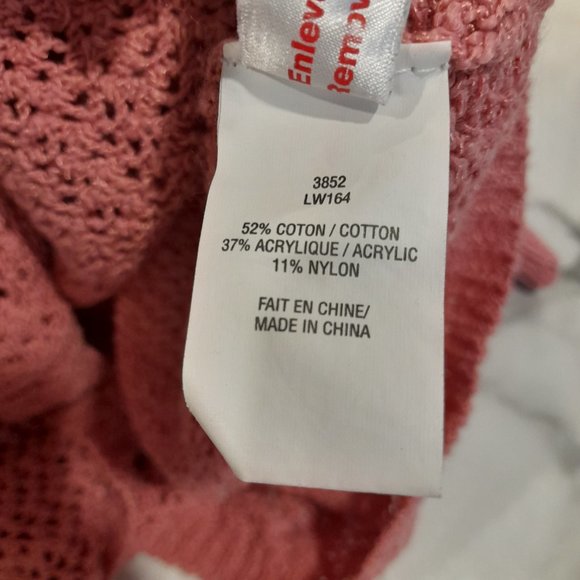 3852
LW164
52% COTON / COTTON
37% ACRYLIQUE / ACRYLIC
11% NYLON
FAIT EN CHINE/
MADE IN CHINA